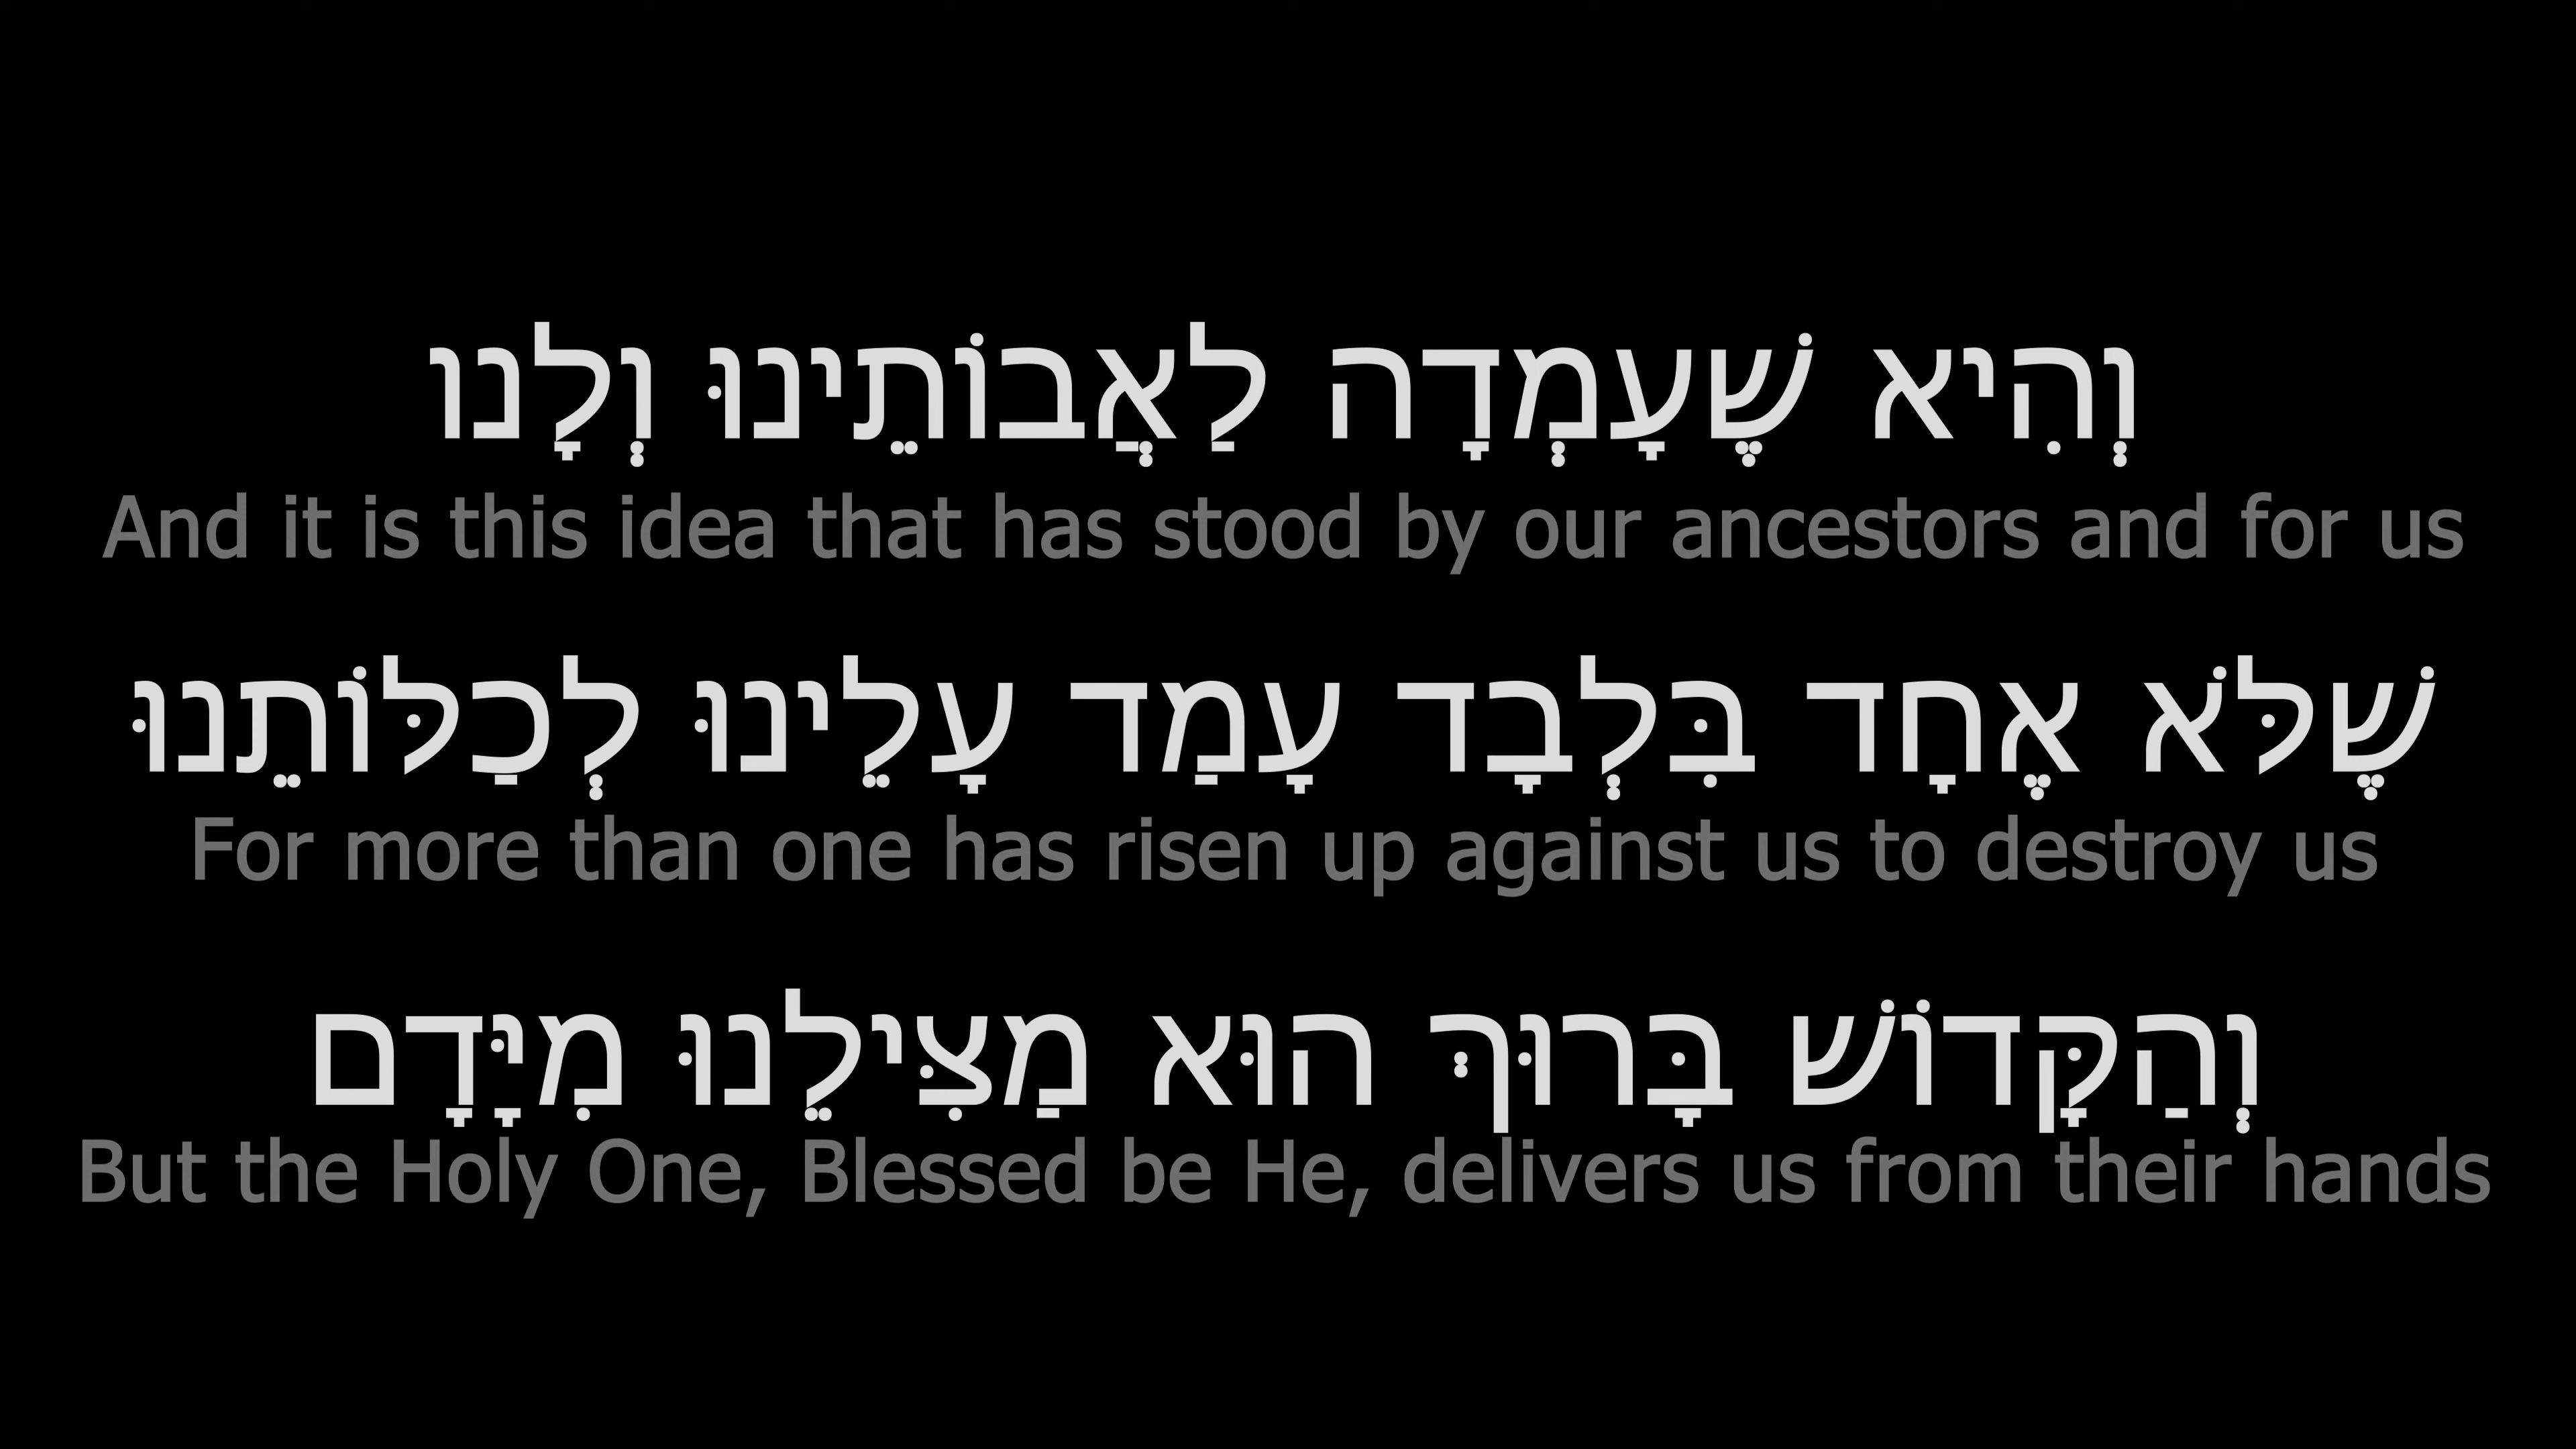 וְהִיא שֶׁעָמְדָה לַאֲבוֹתֵינוּ וְלָנו
And it is this idea that has stood by our ancestors and for us
שֶׁלֹּא אֶחָד בִּלְבָד עָמַד עָלֵינוּ לְכַלּוֹתֵנוּ
For more than one has risen up against us to destroy us
וְהַקָּדוֹשׁ בָּרוּךְ הוּא מַצִּילֵנוּ מִיָּדָם
But the Holy One, Blessed be He, delivers us from their hands